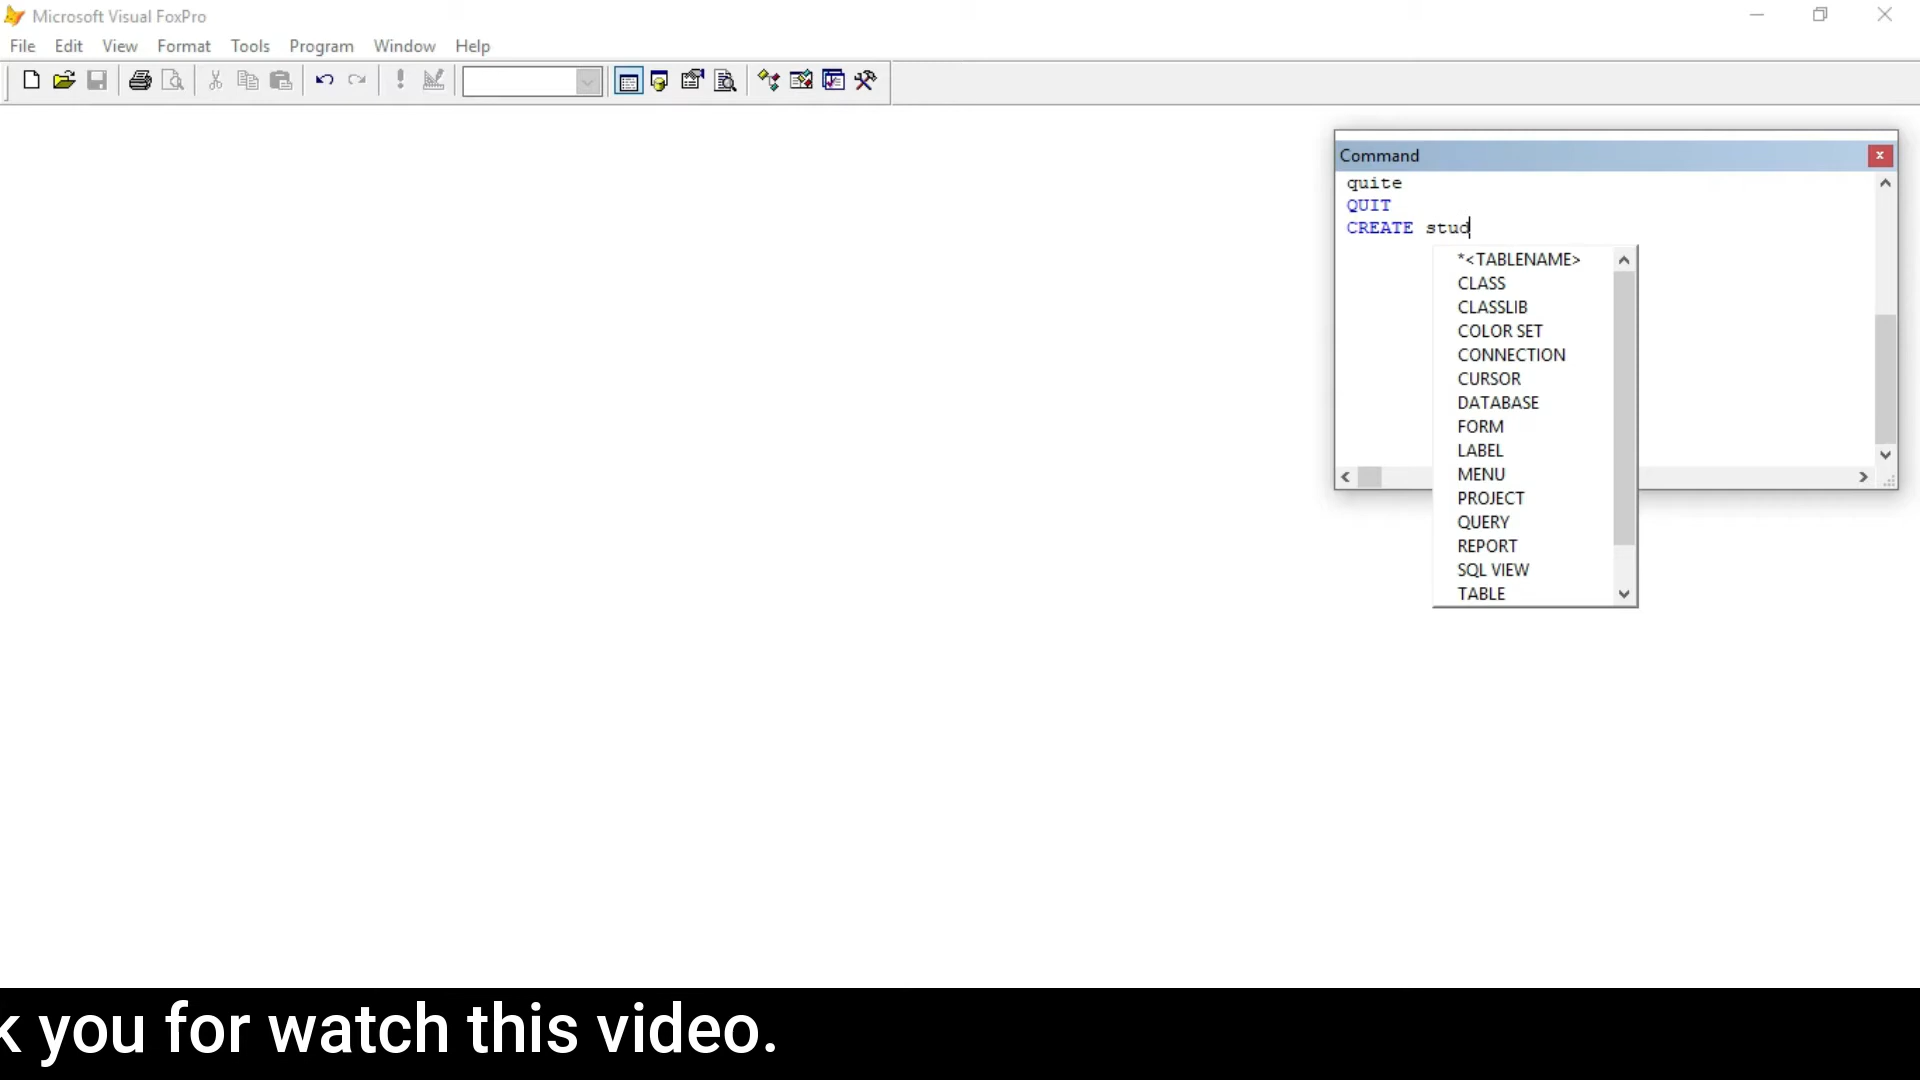 Microsoft Visual FoxPro
File Edit View Format Tools Program Window Help
Command
quite
QUIT
CREATE stud
*<TABLENAME>
CLASS
CLASSLIB
COLOR SET
CONNECTION
CURSOR
DATABASE
FORM
LABEL
MENU
PROJECT
QUERY
REPORT
SQL VIEW
TABLE
k you for watch this video.